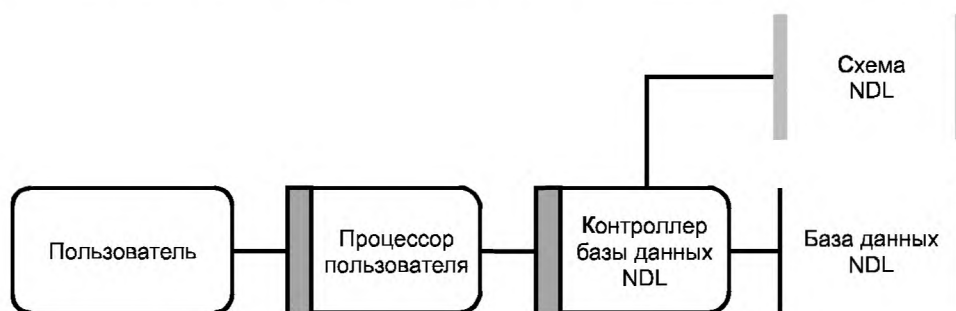 Схема
NDL
Пользователь
Процессор
пользователя
Контроллер
базы данных
NDL
База данных
NDL